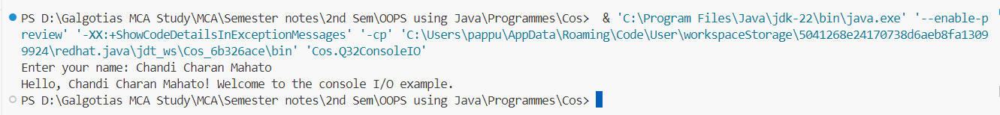 PS D:\Galgotias MCA Study\MCA\Semester notes\2nd Sem\OOPS using Java\Programmes\Cos>  & 'C:\Program Files\Java\jdk-22\bin\java.exe' '--enable-p
review' '-XX:+ShowCodeDetailsInExceptionMessages' '-cp' 'C:\Users\pappu\AppData\Roaming\Code\User\workspaceStorage\5041268e24170738d6aeb8fa1309
9924\redhat.java\jdt_ws\Cos_6b326ace\bin' 'Cos.Q32ConsoleIO'
Enter your name: Chandi Charan Mahato
Hello, Chandi Charan Mahato! Welcome to the console I/O example.
PS D:\Galgotias MCA Study\MCA\Semester notes\2nd Sem\OOPS using Java\Programmes\Cos>